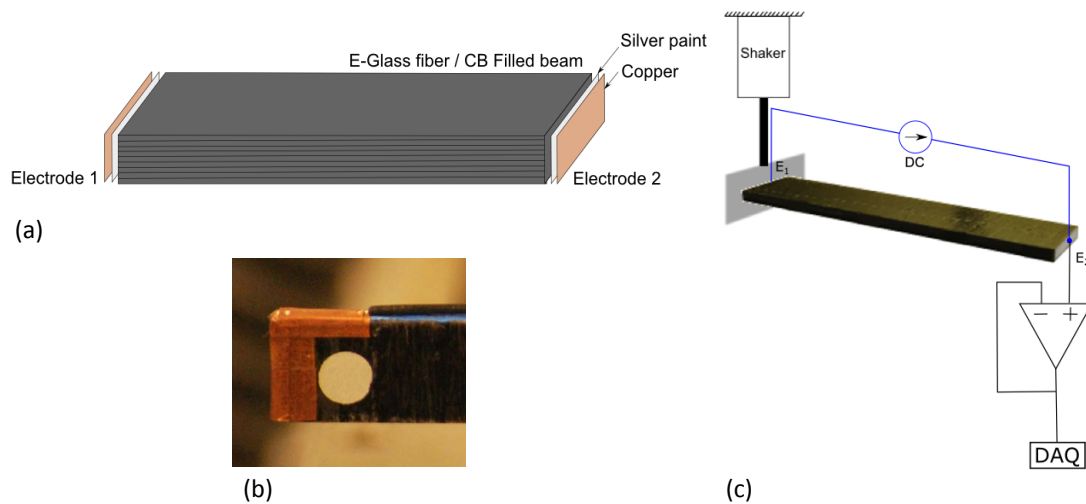 E-Glass fiber / CB Filled beam
Silver paint
Copper
Electrode 1
Electrode 2
(a)
(b)
Shaker
E1
DC
E2
− +
DAQ
(c)